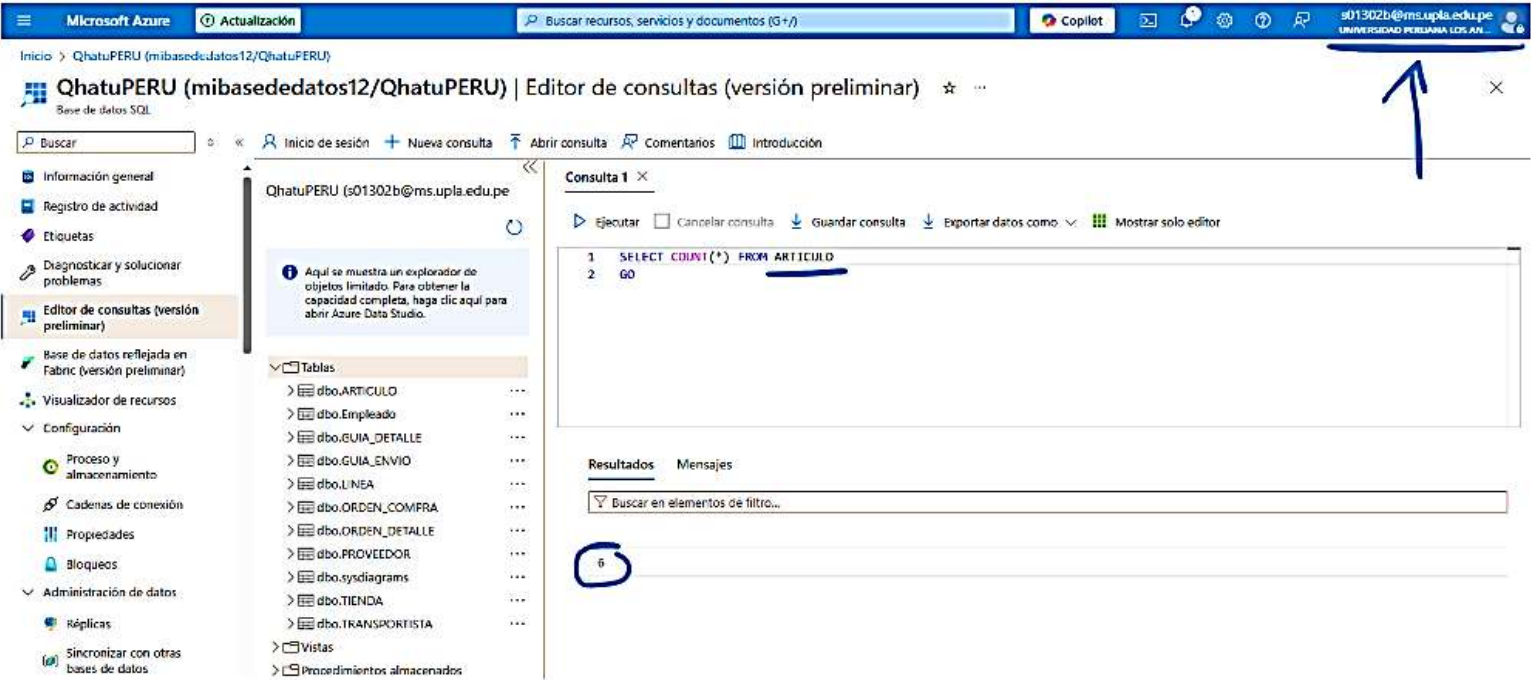 Microsoft Azure
Actualización
Buscar recursos, servicios y documentos (G+/)
Copilot
s01302b@ms.upla.edu.pe
UNIVERSIDAD PERUANA LOS AN...
Inicio > QhatuPERU (mibasededatos12/QhatuPERU)
QhatuPERU (mibasededatos12/QhatuPERU) | Editor de consultas (versión preliminar)
Base de datos SQL
Buscar
Inicio de sesión
Nueva consulta
Abrir consulta
Comentarios
Introducción
Información general
Registro de actividad
Etiquetas
Diagnosticar y solucionar
problemas
Editor de consultas (versión
preliminar)
Base de datos reflejada en
Fabric (versión preliminar)
Visualizador de recursos
Configuración
Proceso y
almacenamiento
Cadenas de conexión
Propiedades
Bloqueos
Administración de datos
Réplicas
Sincronizar con otras
bases de datos
QhatuPERU (s01302b@ms.upla.edu.pe
Aquí se muestra un explorador de
objetos limitado. Para obtener la
capacidad completa, haga clic aquí para
abrir Azure Data Studio.
Tablas
dbo.ARTICULO
dbo.Empleado
dbo.GUIA_DETALLE
dbo.GUIA_ENVIO
dbo.LINEA
dbo.ORDEN_COMPRA
dbo.ORDEN_DETALLE
dbo.PROVEEDOR
dbo.sysdiagrams
dbo.TIENDA
dbo.TRANSPORTISTA
Vistas
Procedimientos almacenados
Consulta 1
Ejecutar
Cancelar consulta
Guardar consulta
Exportar datos como
Mostrar solo editor
1 SELECT COUNT(*) FROM ARTICULO
2 GO
Resultados
Mensajes
Buscar en elementos de filtro...
6